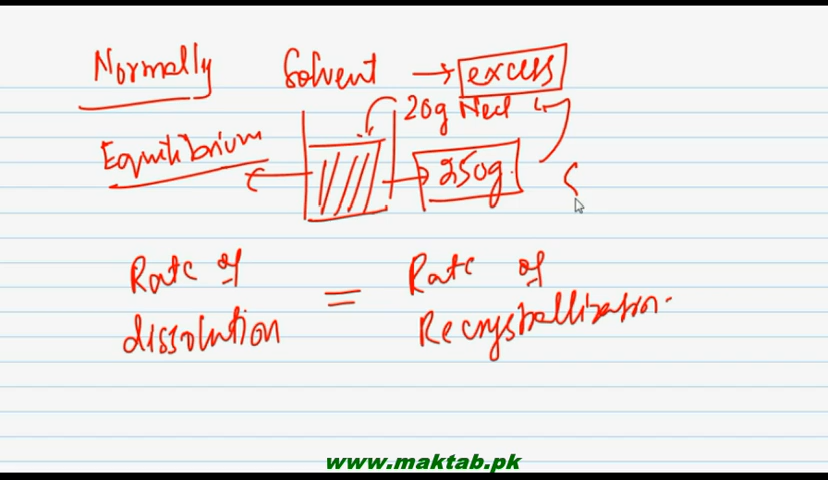 Normally Solvent → excess
20g Nacl
Equilibrium 250g.
Rate of = Rate of
dissolution Recrystallization.
www.maktab.pk